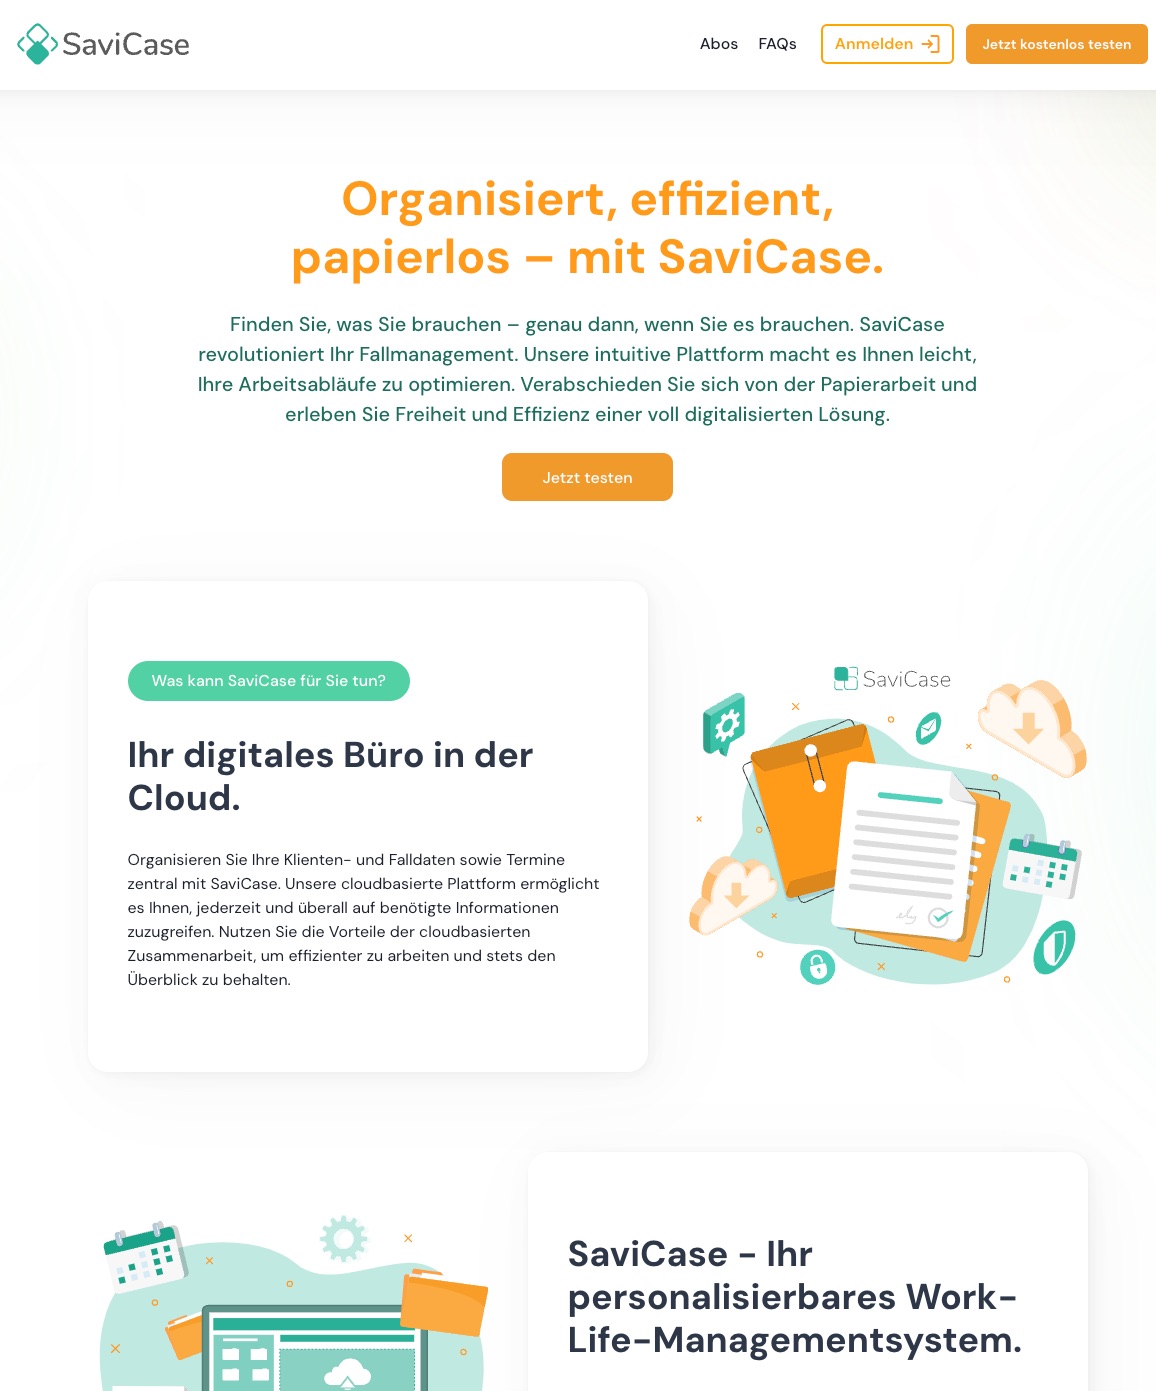 SaviCase
Abos
FAQs
Anmelden
Jetzt kostenlos testen
Organisiert, effizient,
papierlos – mit SaviCase.
Finden Sie, was Sie brauchen – genau dann, wenn Sie es brauchen. SaviCase
revolutioniert Ihr Fallmanagement. Unsere intuitive Plattform macht es Ihnen leicht,
Ihre Arbeitsabläufe zu optimieren. Verabschieden Sie sich von der Papierarbeit und
erleben Sie Freiheit und Effizienz einer voll digitalisierten Lösung.
Jetzt testen
Was kann SaviCase für Sie tun?
Ihr digitales Büro in der
Cloud.
Organisieren Sie Ihre Klienten- und Falldaten sowie Termine
zentral mit SaviCase. Unsere cloudbasierte Plattform ermöglicht
es Ihnen, jederzeit und überall auf benötigte Informationen
zuzugreifen. Nutzen Sie die Vorteile der cloudbasierten
Zusammenarbeit, um effizienter zu arbeiten und stets den
Überblick zu behalten.
SaviCase
SaviCase - Ihr
personalisierbares Work-
Life-Managementsystem.